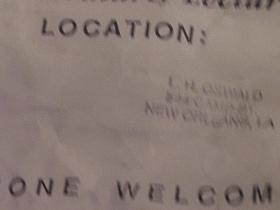 LOCATION:
L. H. OSWALD
NEW ORLEANS, LA
ONE WELCOM